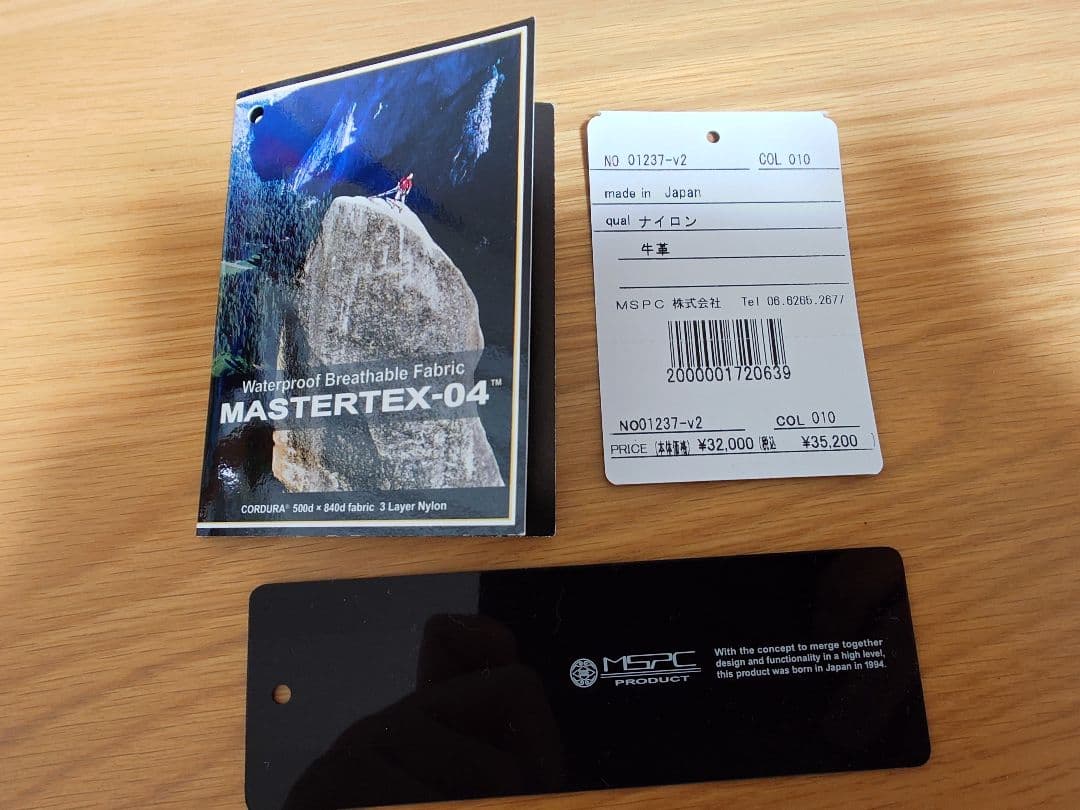 Waterproof Breathable Fabric
MASTERTEX-04™
CORDURA® 500d × 840d fabric 3 Layer Nylon
NO 01237-v2 COL 010
made in Japan
qual ナイロン
牛革
MSPC 株式会社 Tel 06.6265.2677
2000001720639
NO01237-v2 COL 010
PRICE (本体価格) ¥32,000 (税込 ¥35,200 )
MSPC
PRODUCT
With the concept to merge together
design and functionality in a high level,
this product was born in Japan in 1994.